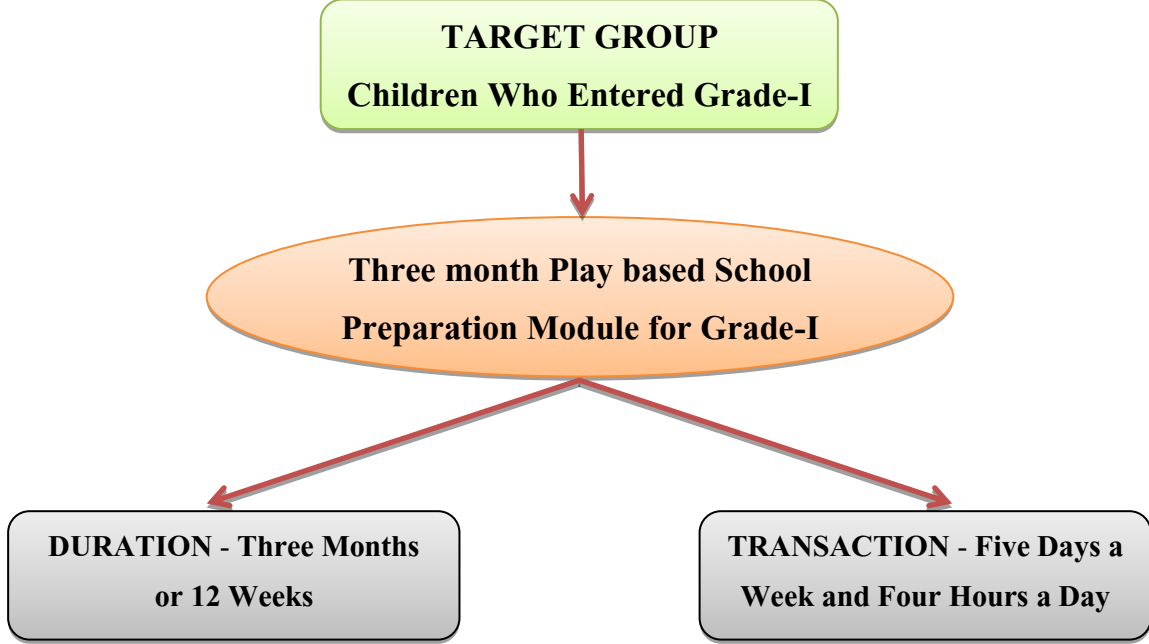 TARGET GROUP
Children Who Entered Grade-I
Three month Play based School
Preparation Module for Grade-I
DURATION - Three Months
or 12 Weeks
TRANSACTION - Five Days a
Week and Four Hours a Day